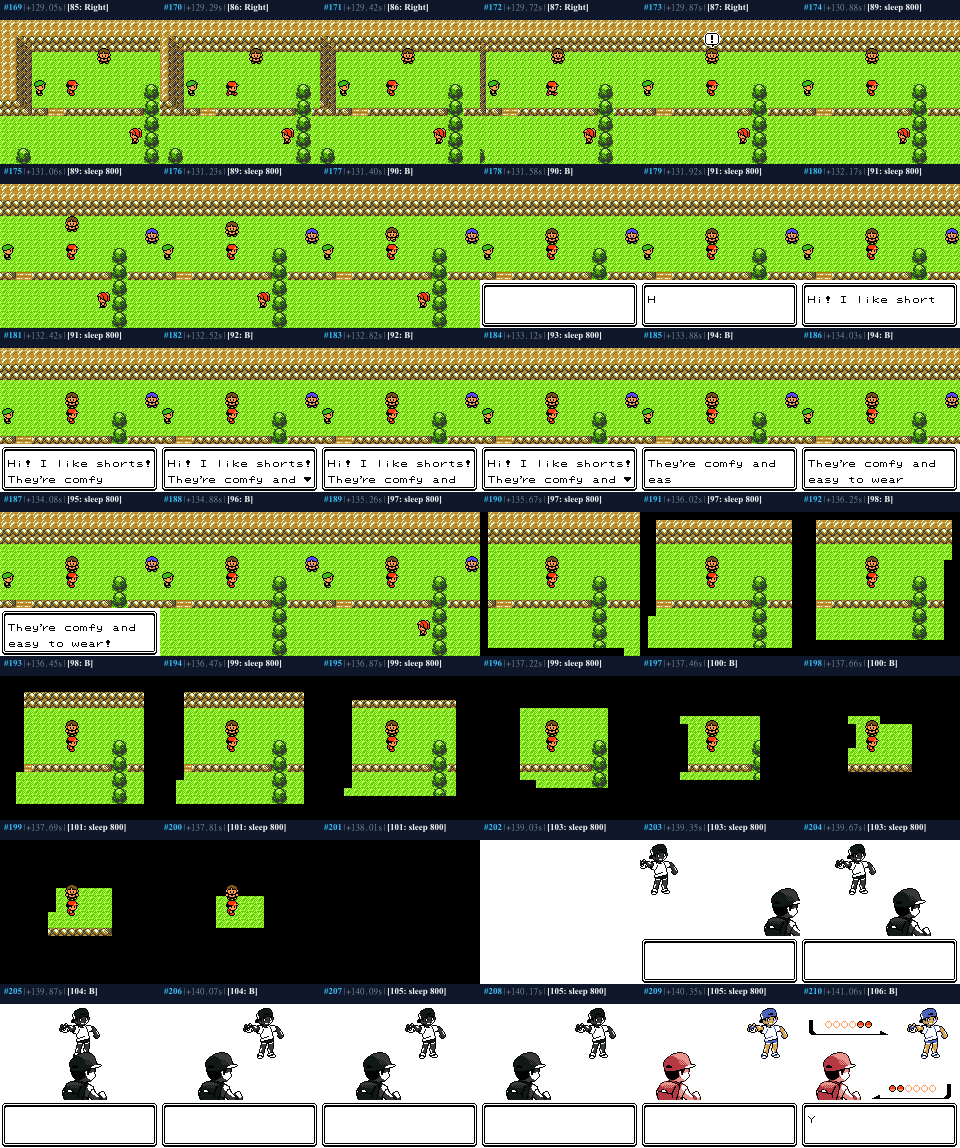 #169 | +129.05s | [85: Right]
#170 | +129.29s | [86: Right]
#171 | +129.42s | [86: Right]
#172 | +129.72s | [87: Right]
#173 | +129.87s | [87: Right]
#174 | +130.88s | [89: sleep 800]
!
#175 | +131.06s | [89: sleep 800]
#176 | +131.23s | [89: sleep 800]
#177 | +131.40s | [90: B]
#178 | +131.58s | [90: B]
#179 | +131.92s | [91: sleep 800]
#180 | +132.17s | [91: sleep 800]
H
Hi! I like short
#181 | +132.42s | [91: sleep 800]
#182 | +132.52s | [92: B]
#183 | +132.82s | [92: B]
#184 | +133.12s | [93: sleep 800]
#185 | +133.88s | [94: B]
#186 | +134.03s | [94: B]
Hi! I like shorts!
They're comfy
Hi! I like shorts!
They're comfy and ▼
Hi! I like shorts!
They're comfy and
Hi! I like shorts!
They're comfy and ▼
They're comfy and
eas
They're comfy and
easy to wear
#187 | +134.08s | [95: sleep 800]
#188 | +134.88s | [96: B]
#189 | +135.26s | [97: sleep 800]
#190 | +135.67s | [97: sleep 800]
#191 | +136.02s | [97: sleep 800]
#192 | +136.25s | [98: B]
They're comfy and
easy to wear!
#193 | +136.45s | [98: B]
#194 | +136.47s | [99: sleep 800]
#195 | +136.87s | [99: sleep 800]
#196 | +137.22s | [99: sleep 800]
#197 | +137.46s | [100: B]
#198 | +137.66s | [100: B]
#199 | +137.69s | [101: sleep 800]
#200 | +137.81s | [101: sleep 800]
#201 | +138.01s | [101: sleep 800]
#202 | +139.03s | [103: sleep 800]
#203 | +139.35s | [103: sleep 800]
#204 | +139.67s | [103: sleep 800]
#205 | +139.87s | [104: B]
#206 | +140.07s | [104: B]
#207 | +140.09s | [105: sleep 800]
#208 | +140.17s | [105: sleep 800]
#209 | +140.35s | [105: sleep 800]
#210 | +141.06s | [106: B]
Y